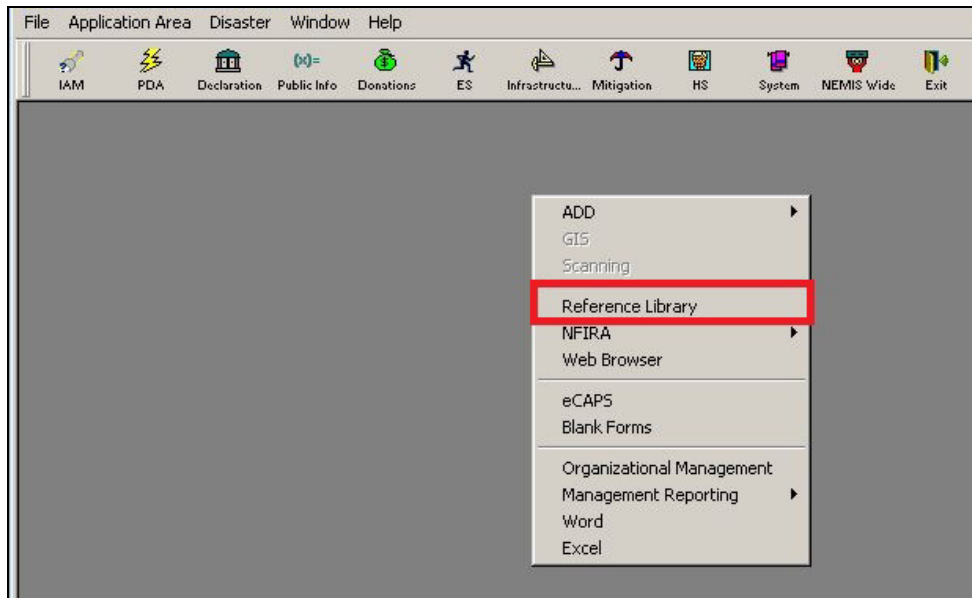 File Application Area Disaster Window Help
IAM PDA Declaration Public Info Donations ES Infrastructu... Mitigation HS System NEMIS Wide Exit
ADD
GIS
Scanning
Reference Library
NFIRA
Web Browser
eCAPS
Blank Forms
Organizational Management
Management Reporting
Word
Excel